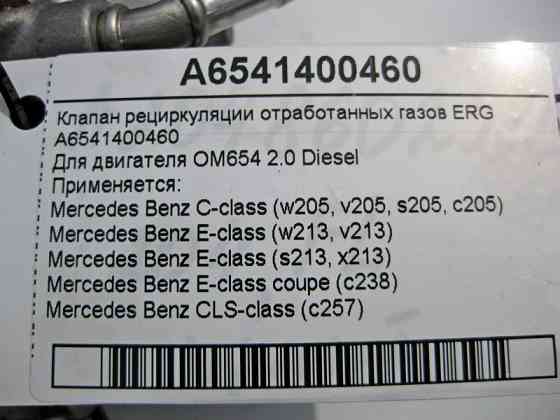 A6541400460
Клапан рециркуляции отработанных газов ERG
A6541400460
Для двигателя OM654 2.0 Diesel
Применяется:
Mercedes Benz C-class (w205, v205, s205, c205)
Mercedes Benz E-class (w213, v213)
Mercedes Benz E-class (s213, x213)
Mercedes Benz E-class coupe (c238)
Mercedes Benz CLS-class (c257)